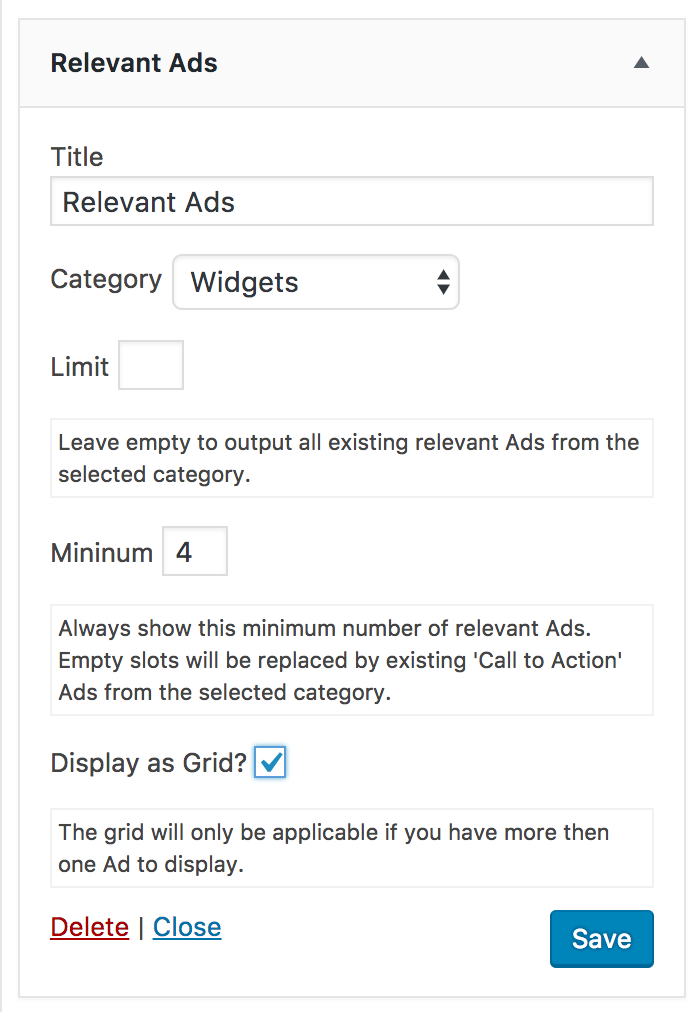 Relevant Ads
Title
Relevant Ads
Category Widgets
Limit
Leave empty to output all existing relevant Ads from the
selected category.
Mininum 4
Always show this minimum number of relevant Ads.
Empty slots will be replaced by existing 'Call to Action'
Ads from the selected category.
Display as Grid?
The grid will only be applicable if you have more then
one Ad to display.
Delete | Close
Save